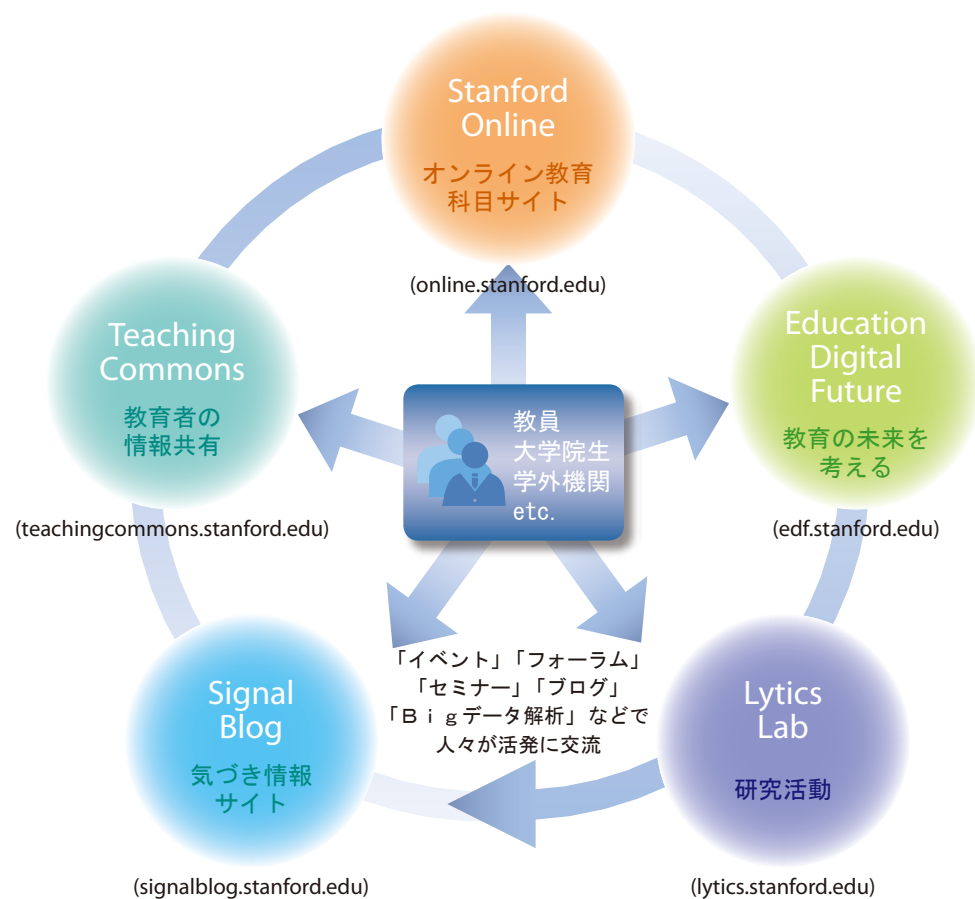 Stanford
Online
オンライン教育
科目サイト
(online.stanford.edu)
Teaching
Commons
教育者の
情報共有
(teachingcommons.stanford.edu)
教員
大学院生
学外機関
etc.
Education
Digital
Future
教育の未来を
考える
(edf.stanford.edu)
「イベント」「フォーラム」
「セミナー」「ブログ」
「Ｂｉｇデータ解析」などで
人々が活発に交流
Signal
Blog
気づき情報
サイト
(signalblog.stanford.edu)
Lytics
Lab
研究活動
(lytics.stanford.edu)